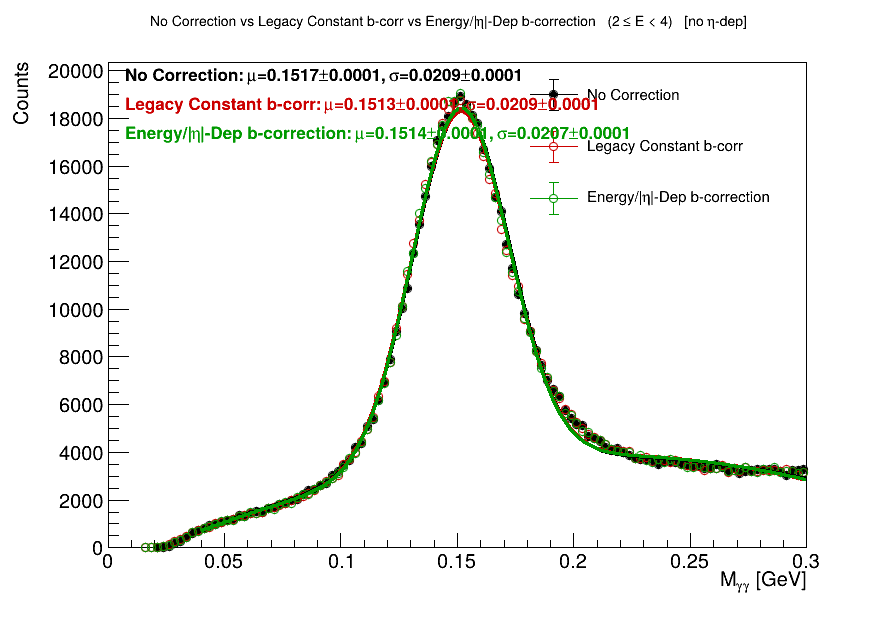 No Correction vs Legacy Constant b-corr vs Energy/|η|-Dep b-correction (2 ≤ E < 4) [no η-dep]
Counts
No Correction: μ=0.1517±0.0001, σ=0.0209±0.0001
Legacy Constant b-corr: μ=0.1513±0.0001, σ=0.0209±0.0001
Energy/|η|-Dep b-correction: μ=0.1514±0.0001, σ=0.0207±0.0001
No Correction
Legacy Constant b-corr
Energy/|η|-Dep b-correction
20000
18000
16000
14000
12000
10000
8000
6000
4000
2000
0
0 0.05 0.1 0.15 0.2 0.25 0.3
Mγγ [GeV]